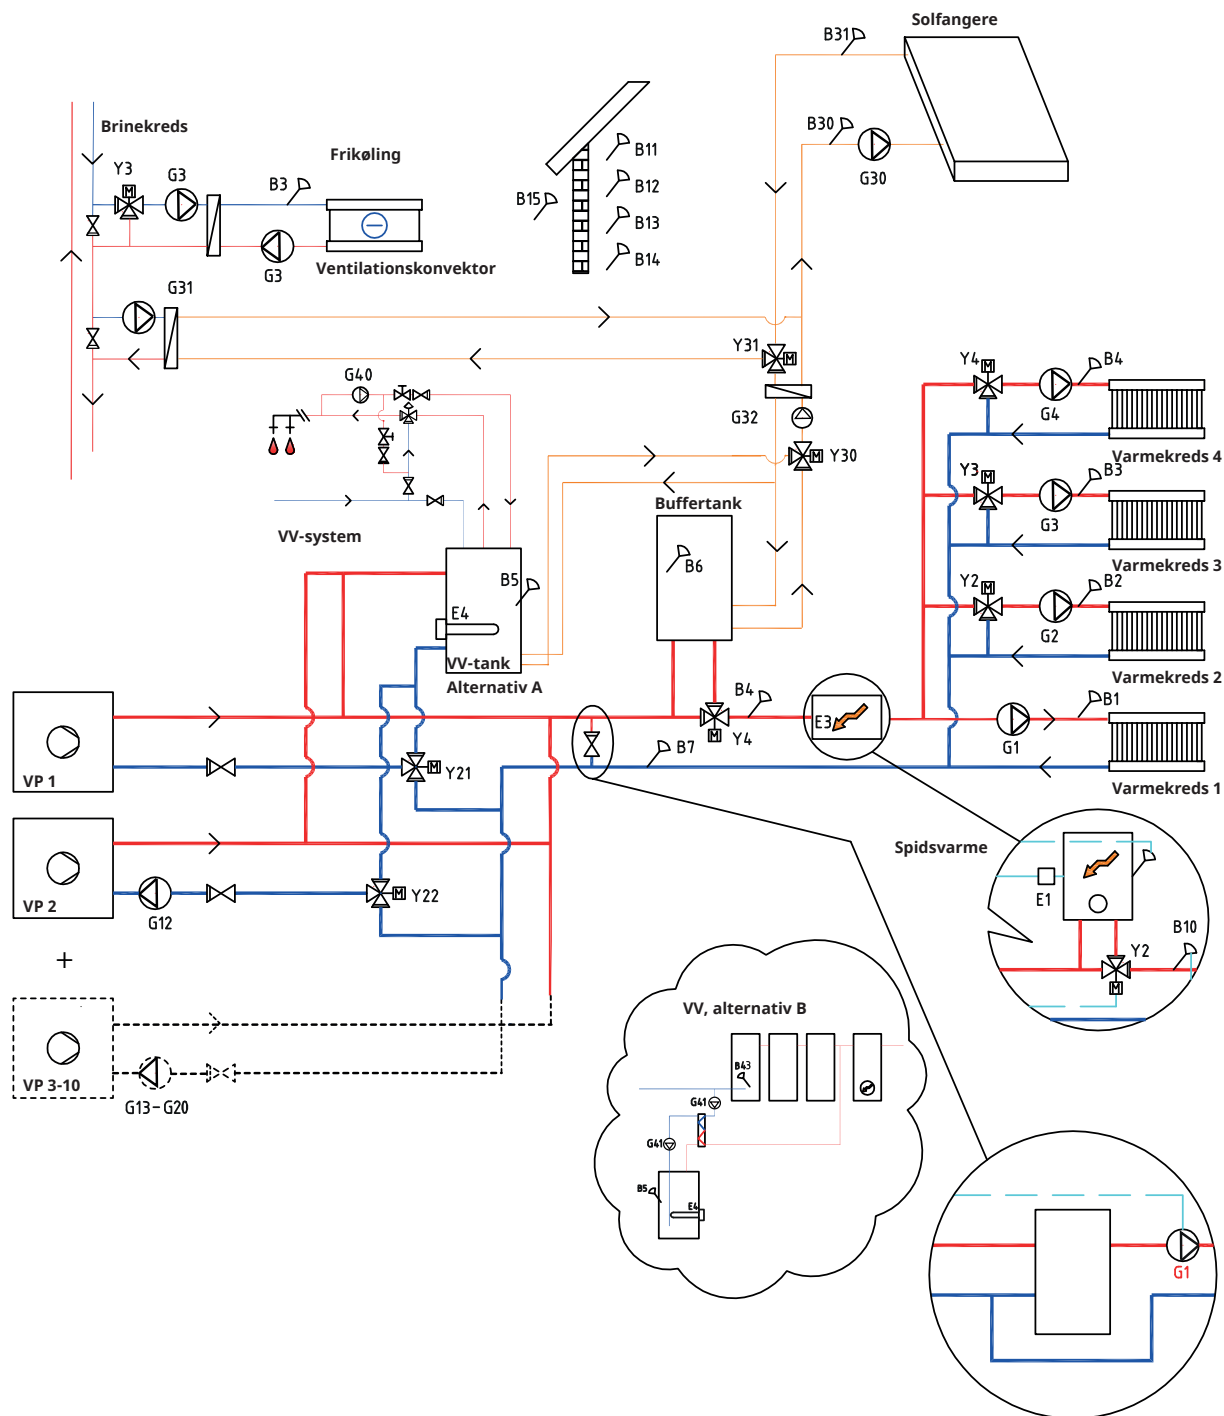 Solfangere
B31
Brinekreds
B30
G30
Y3
G3
B3
Frikøling
B11
B12
B15
B13
B14
G3
Ventilationskonvektor
G31
Y31
G40
G32
Y30
Y4
B4
G4
Varmekreds 4
Y3
B3
G3
Varmekreds 3
Y2
B2
G2
Varmekreds 2
B1
G1
Varmekreds 1
VV-system
Buffertank
B6
B5
E4
VV-tank
Alternativ A
B4
Y4
E3
B7
VP 1
Y21
VP 2
G12
Y22
+
VP 3-10
G13-G20
Spidsvarme
E1
Y2
B10
M
M
M
M
M
M
M
M
M
M
M
VV, alternativ B
B43
G41
G41
B5
E4
G1